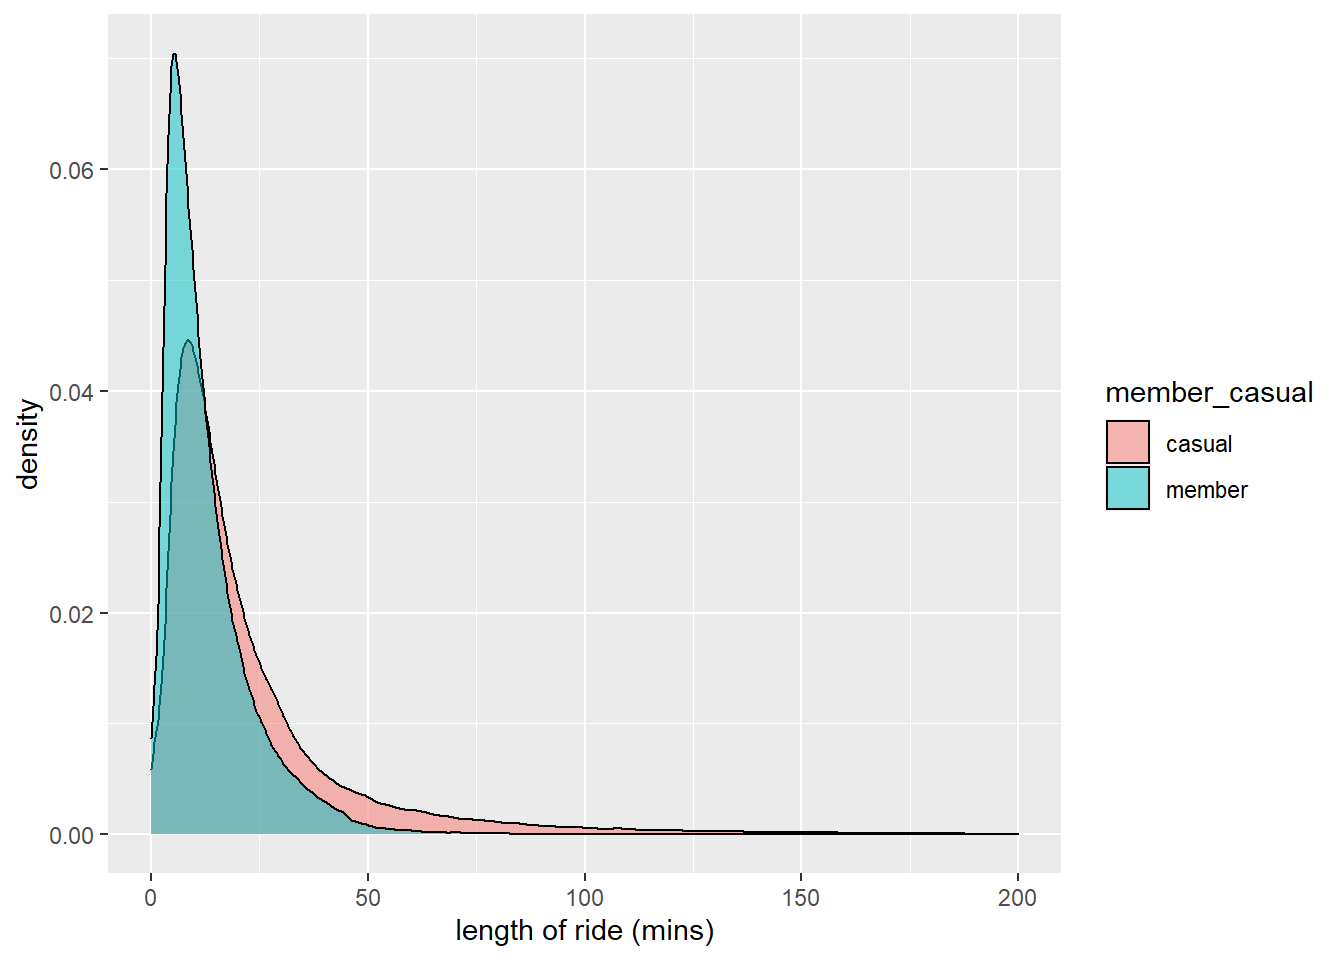 0.06
0.04
0.02
0.00
density
0
50
100
150
200
length of ride (mins)
member_casual
casual
member